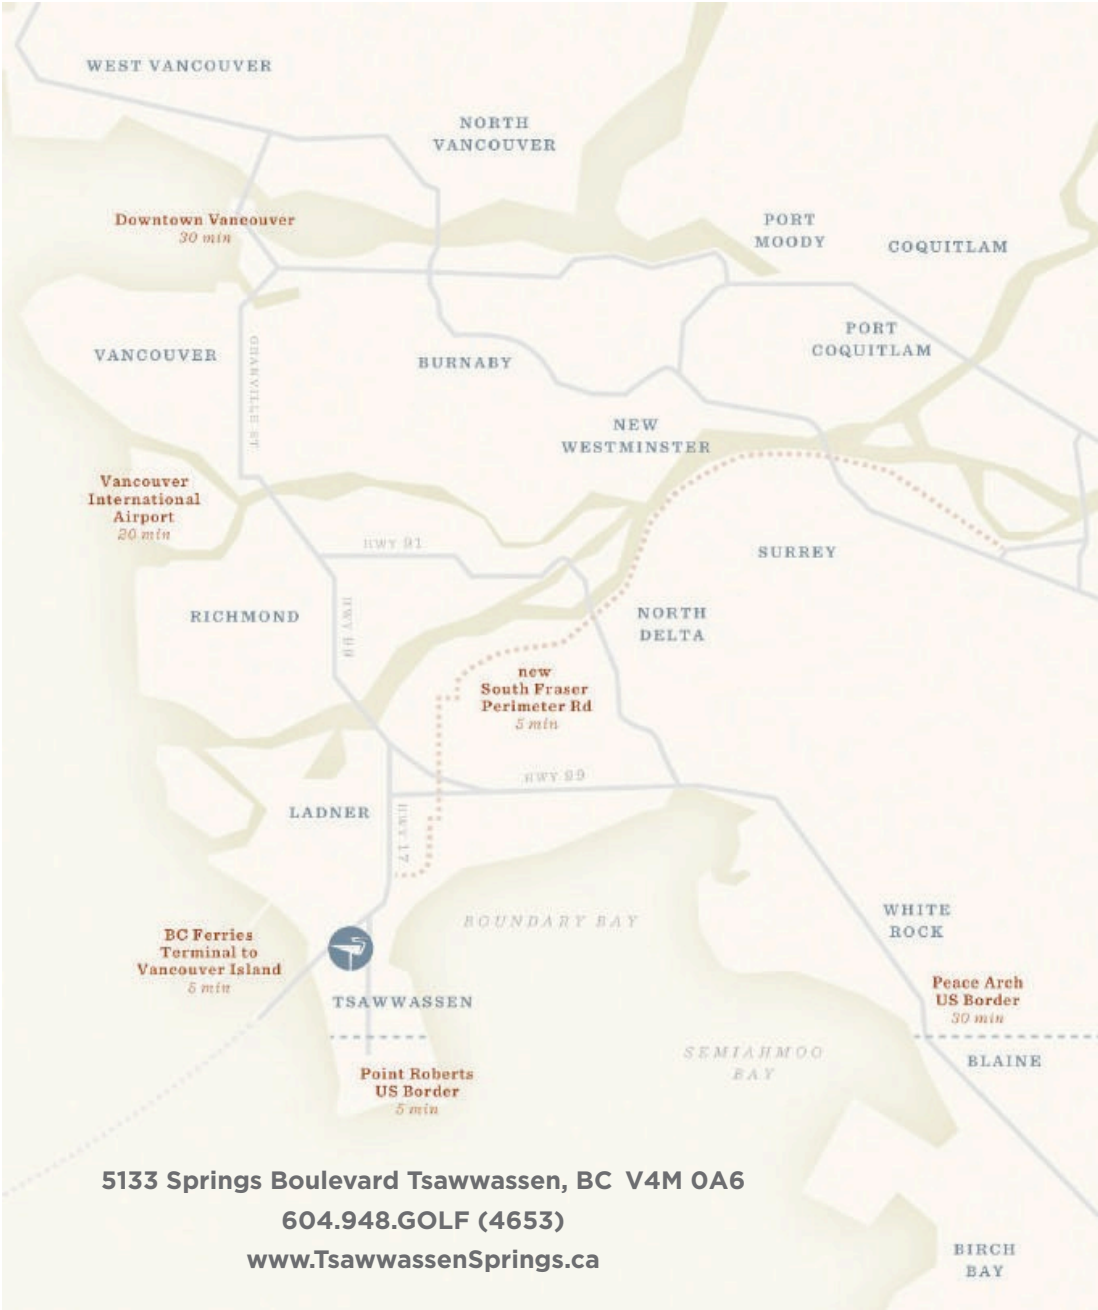 WEST VANCOUVER
NORTH
VANCOUVER
Downtown Vancouver
30 min
PORT
MOODY
COQUITLAM
PORT
COQUITLAM
VANCOUVER
GRANVILLE ST
BURNABY
NEW
WESTMINSTER
Vancouver
International
Airport
20 min
HWY 91
SURREY
RICHMOND
HWY 99
NORTH
DELTA
new
South Fraser
Perimeter Rd
5 min
HWY 99
LADNER
HWY 17
BOUNDARY BAY
WHITE
ROCK
BC Ferries
Terminal to
Vancouver Island
5 min
TSAWWASSEN
Peace Arch
US Border
30 min
SEMIAHMOO
BAY
BLAINE
Point Roberts
US Border
5 min
5133 Springs Boulevard Tsawwassen, BC V4M 0A6
604.948.GOLF (4653)
www.TsawwassenSprings.ca
BIRCH
BAY